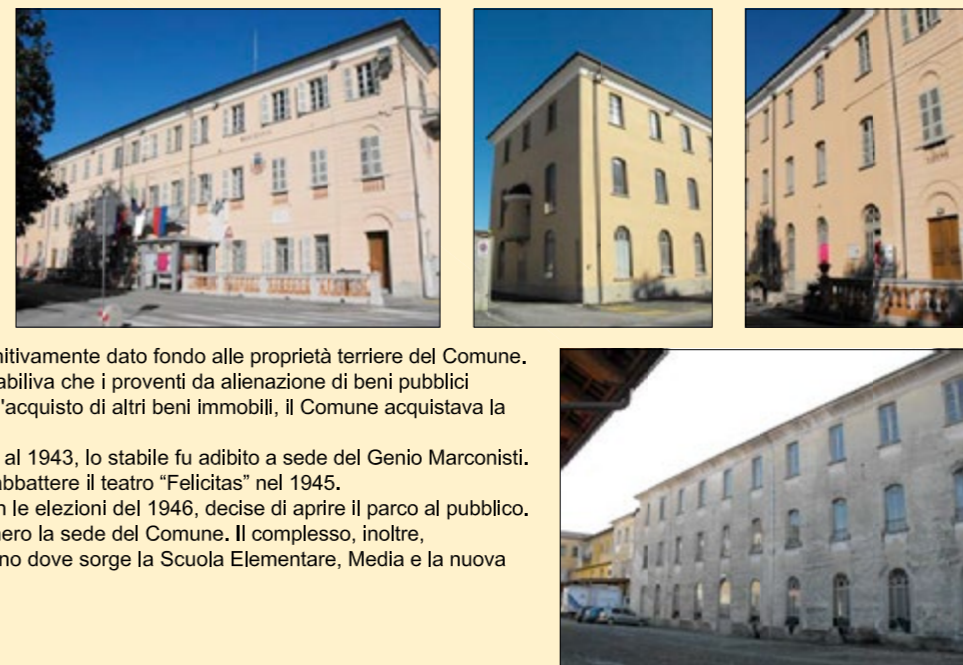 nitivamente dato fondo alle proprietà terriere del Comune.
abiliva che i proventi da alienazione di beni pubblici
l'acquisto di altri beni immobili, il Comune acquistava la
al 1943, lo stabile fu adibito a sede del Genio Marconisti.
abbattere il teatro “Felicitas” nel 1945.
n le elezioni del 1946, decise di aprire il parco al pubblico.
nero la sede del Comune. Il complesso, inoltre,
no dove sorge la Scuola Elementare, Media e la nuova